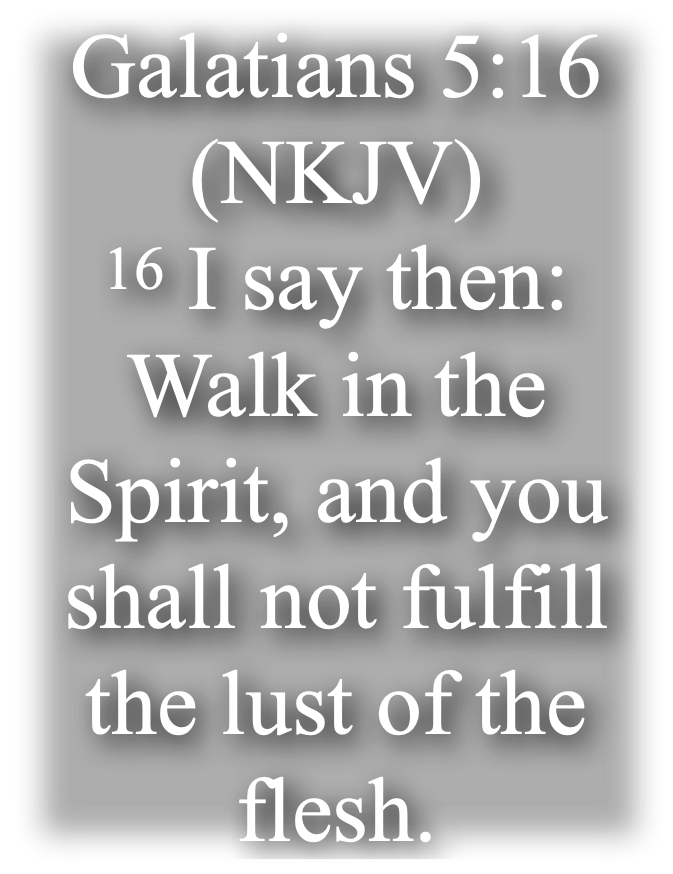 Galatians 5:16
(NKJV)
16 I say then:
Walk in the
Spirit, and you
shall not fulfill
the lust of the
flesh.